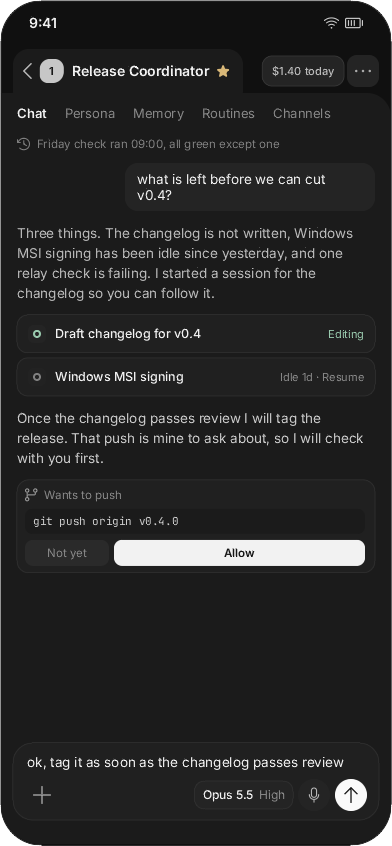 9:41
1 Release Coordinator
$1.40 today
Chat Persona Memory Routines Channels
Friday check ran 09:00, all green except one
what is left before we can cut
v0.4?
Three things. The changelog is not written, Windows
MSI signing has been idle since yesterday, and one
relay check is failing. I started a session for the
changelog so you can follow it.
Draft changelog for v0.4 Editing
Windows MSI signing Idle 1d · Resume
Once the changelog passes review I will tag the
release. That push is mine to ask about, so I will check
with you first.
Wants to push
git push origin v0.4.0
Not yet Allow
ok, tag it as soon as the changelog passes review
Opus 5.5 High